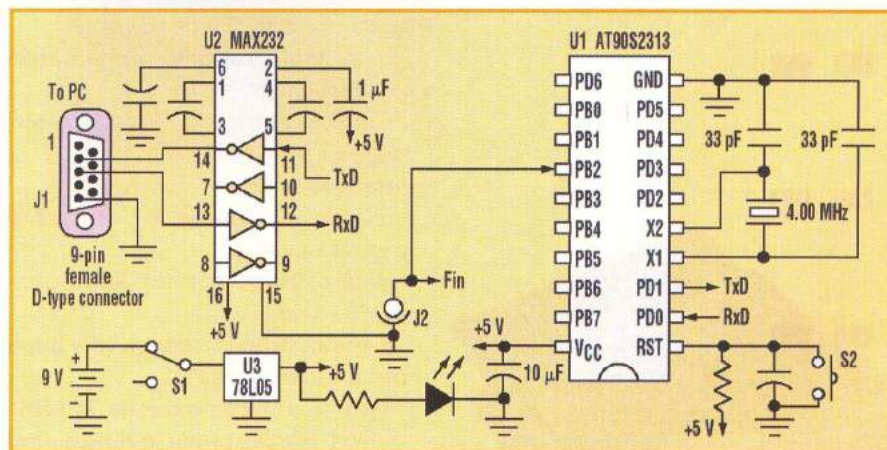 U2 MAX232
6
2
1
4
3
5
14
11
7
10
13
12
8
9
16
15
1 µF
+5 V
TxD
RxD
+5 V
To PC
1
J1
9-pin
female
D-type connector
Fin
J2
9 V
+
-
S1
U3
78L05
+5 V
+5 V
10 µF
U1 AT90S2313
PD6
GND
PB0
PD5
PB1
PD4
PB2
PD3
PB3
PD2
PB4
X2
PB5
X1
PB6
PD1
PB7
PD0
VCC
RST
33 pF
33 pF
4.00 MHz
TxD
RxD
S2
+5 V